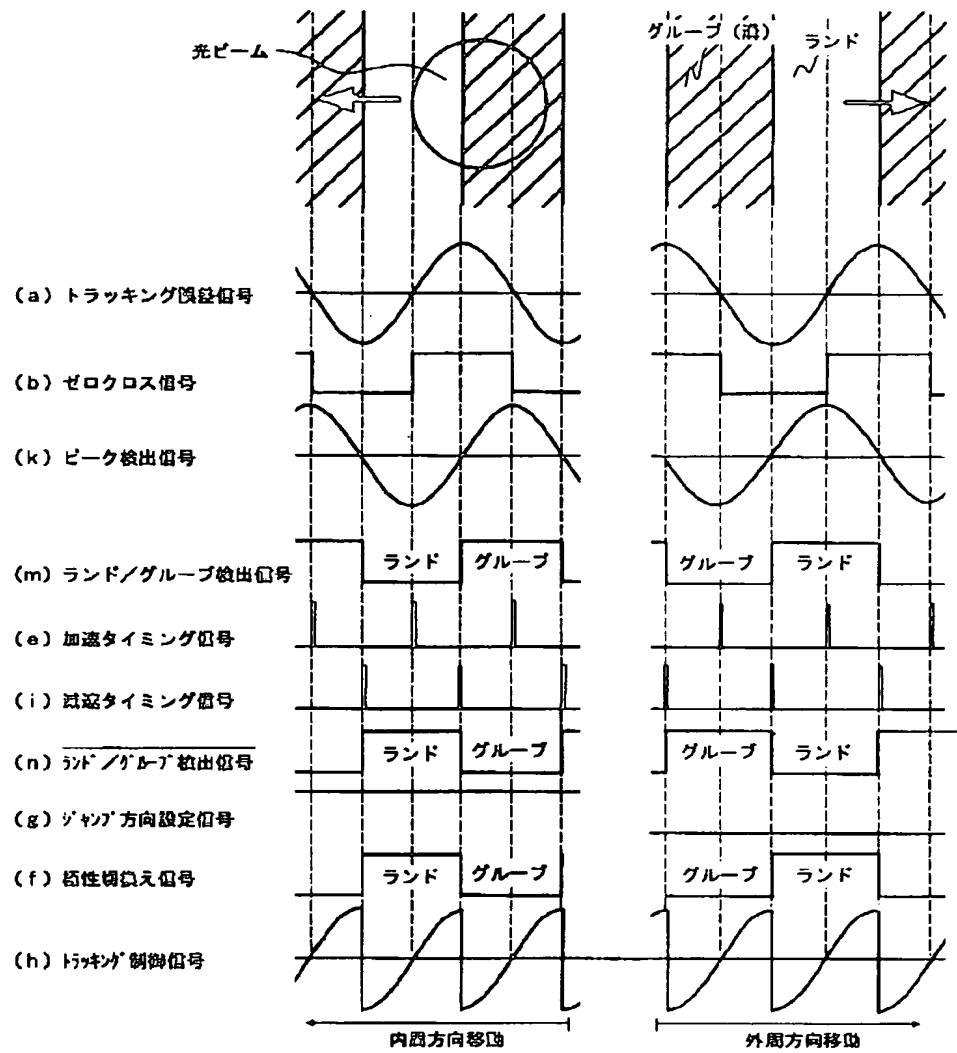 光ビーム
グルーブ（沿）
ランド
（a）トラッキング誤差信号
（b）ゼロクロス信号
（k）ピーク検出信号
（m）ランド／グルーブ検出信号
ランド
グルーブ
グルーブ
ランド
（e）加速タイミング信号
（i）減速タイミング信号
（n）ランド／グルーブ検出信号
ランド
グルーブ
グルーブ
ランド
（g）ジャンプ方向設定信号
（f）極性切換え信号
ランド
グルーブ
グルーブ
ランド
（h）トラッキング制御信号
内周方向移動
外周方向移動